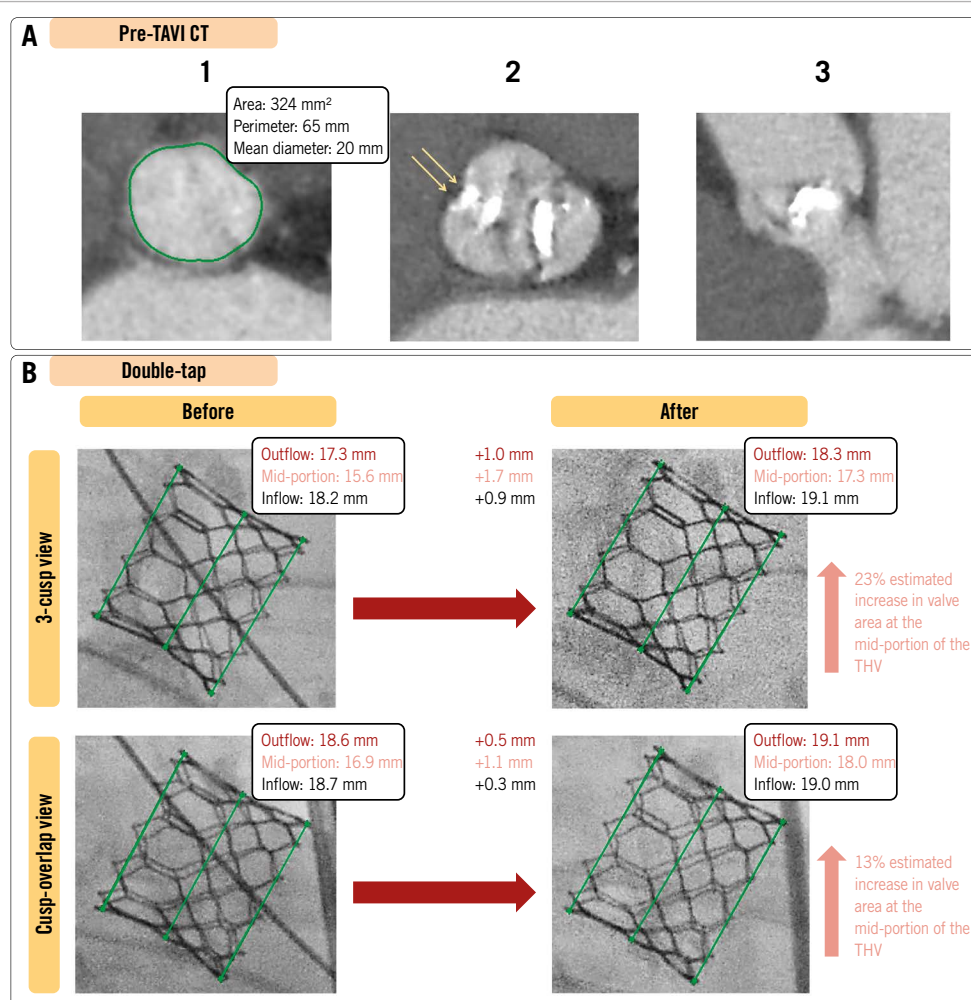 A
Pre-TAVI CT
1
2
3
Area: 324 mm²
Perimeter: 65 mm
Mean diameter: 20 mm
B
Double-tap
Before
After
3-cusp view
Outflow: 17.3 mm
Mid-portion: 15.6 mm
Inflow: 18.2 mm
+1.0 mm
+1.7 mm
+0.9 mm
Outflow: 18.3 mm
Mid-portion: 17.3 mm
Inflow: 19.1 mm
23% estimated
increase in valve
area at the
mid-portion of the
THV
Cusp-overlap view
Outflow: 18.6 mm
Mid-portion: 16.9 mm
Inflow: 18.7 mm
+0.5 mm
+1.1 mm
+0.3 mm
Outflow: 19.1 mm
Mid-portion: 18.0 mm
Inflow: 19.0 mm
13% estimated
increase in valve
area at the
mid-portion of the
THV